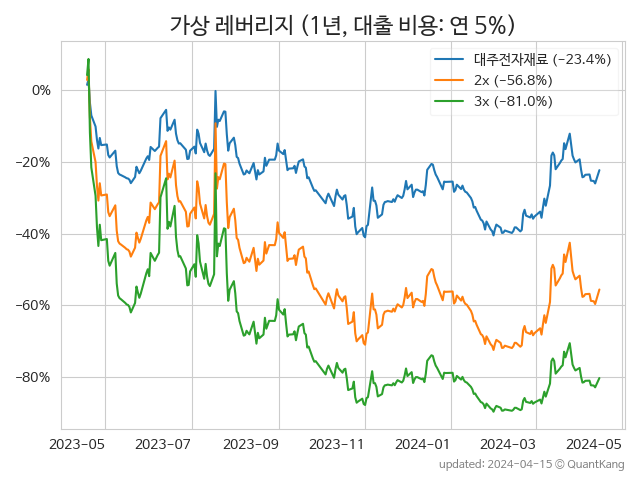 가상 레버리지 (1년, 대출 비용: 연 5%)
대주전자재료 (−23.4%)
2x (−56.8%)
3x (−81.0%)
0%
−20%
−40%
−60%
−80%
2023-05 2023-07 2023-09 2023-11 2024-01 2024-03 2024-05
updated: 2024-04-15 © QuantKang